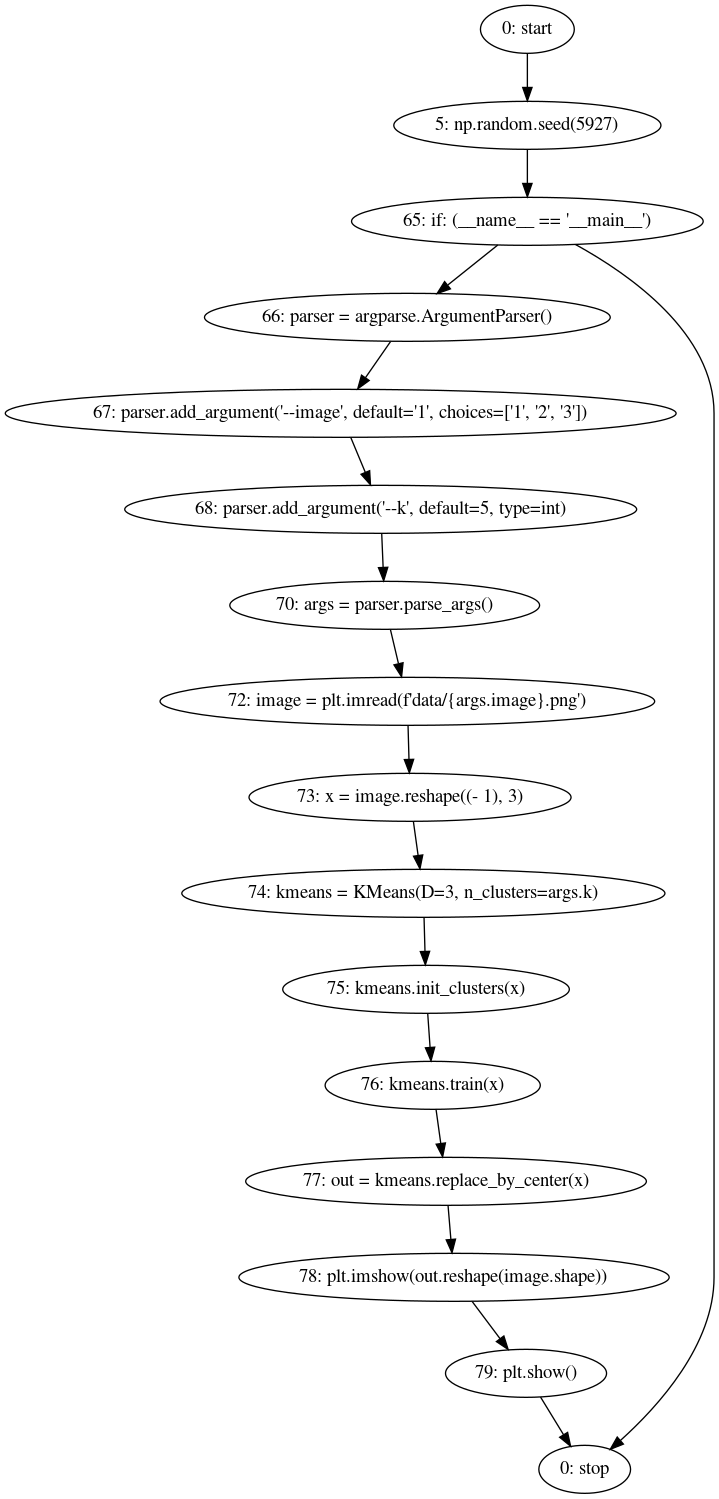 0: start
5: np.random.seed(5927)
65: if: (__name__ == '__main__')
66: parser = argparse.ArgumentParser()
67: parser.add_argument('--image', default='1', choices=['1', '2', '3'])
68: parser.add_argument('--k', default=5, type=int)
70: args = parser.parse_args()
72: image = plt.imread(f'data/{args.image}.png')
73: x = image.reshape((- 1), 3)
74: kmeans = KMeans(D=3, n_clusters=args.k)
75: kmeans.init_clusters(x)
76: kmeans.train(x)
77: out = kmeans.replace_by_center(x)
78: plt.imshow(out.reshape(image.shape))
79: plt.show()
0: stop